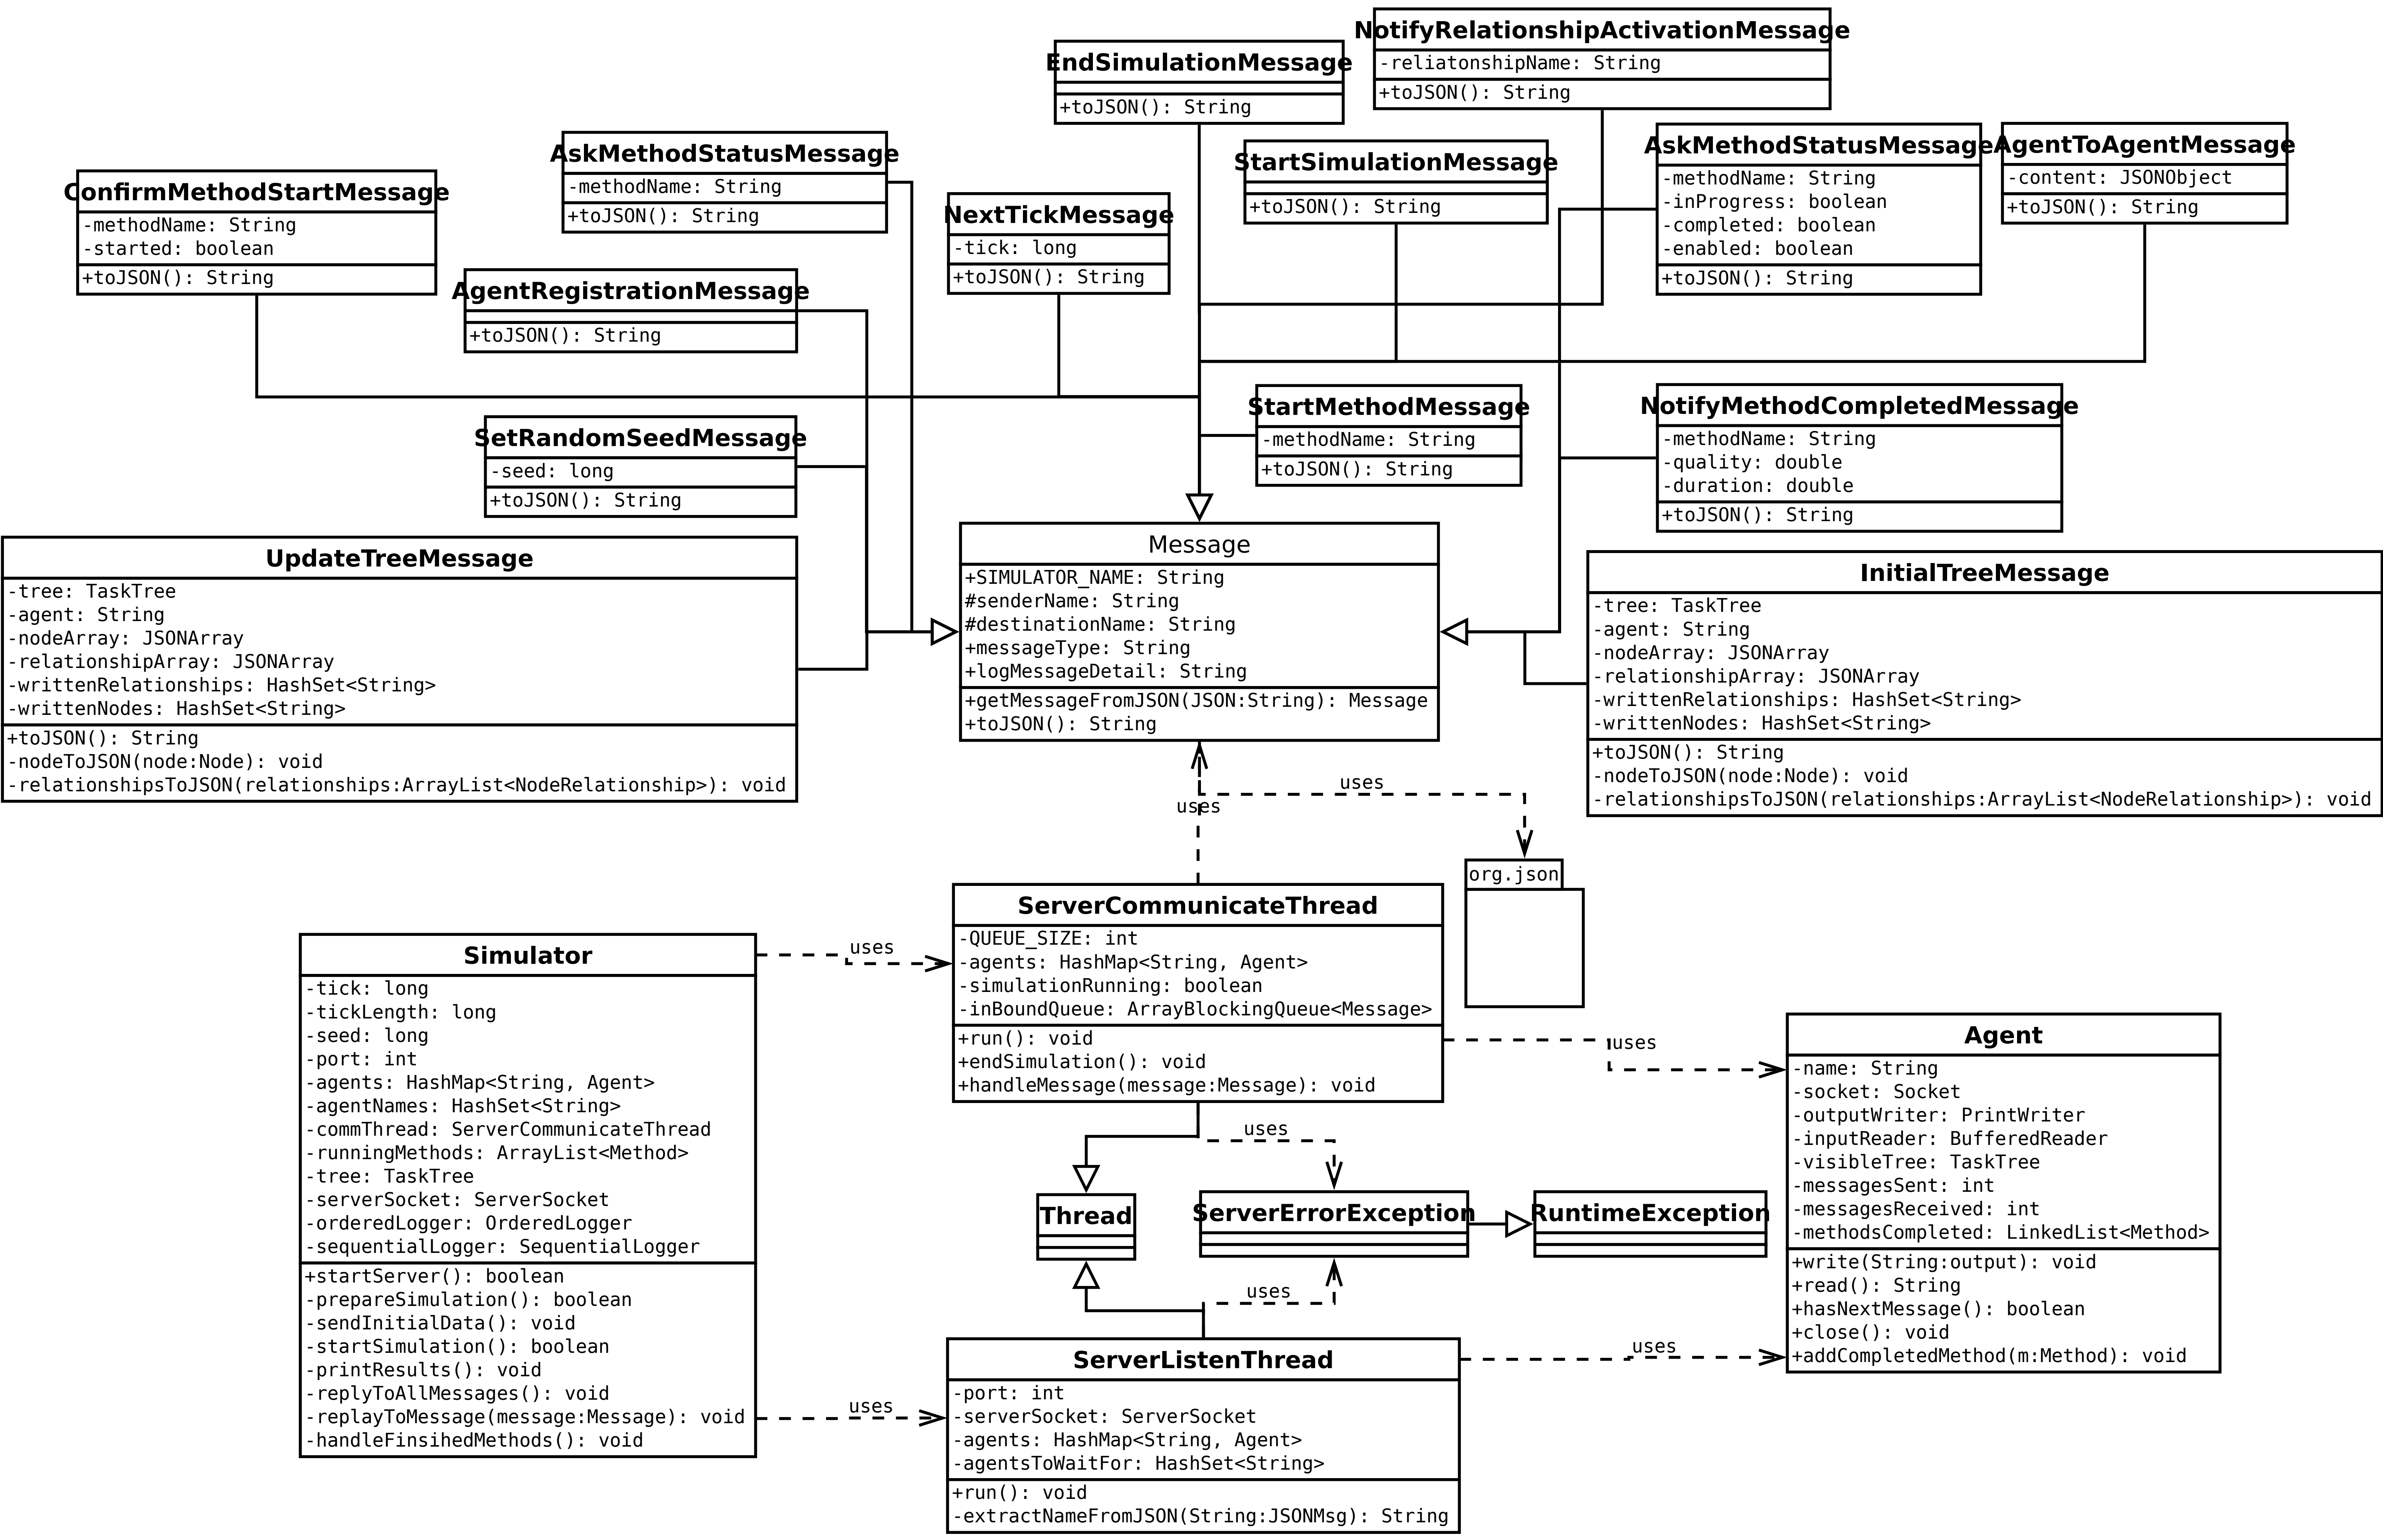 NotifyRelationshipActivationMessage
-reliatonshipName: String
+toJSON(): String
EndSimulationMessage
+toJSON(): String
AskMethodStatusMessage
-methodName: String
+toJSON(): String
StartSimulationMessage
+toJSON(): String
AskMethodStatusMessage
-methodName: String
-inProgress: boolean
-completed: boolean
-enabled: boolean
+toJSON(): String
AgentToAgentMessage
-content: JSONObject
+toJSON(): String
ConfirmMethodStartMessage
-methodName: String
-started: boolean
+toJSON(): String
NextTickMessage
-tick: long
+toJSON(): String
AgentRegistrationMessage
+toJSON(): String
SetRandomSeedMessage
-seed: long
+toJSON(): String
StartMethodMessage
-methodName: String
+toJSON(): String
NotifyMethodCompletedMessage
-methodName: String
-quality: double
-duration: double
+toJSON(): String
UpdateTreeMessage
-tree: TaskTree
-agent: String
-nodeArray: JSONArray
-relationshipArray: JSONArray
-writtenRelationships: HashSet<String>
-writtenNodes: HashSet<String>
+toJSON(): String
-nodeToJSON(node:Node): void
-relationshipsToJSON(relationships:ArrayList<NodeRelationship>): void
Message
+SIMULATOR_NAME: String
#senderName: String
#destinationName: String
+messageType: String
+logMessageDetail: String
+getMessageFromJSON(JSON:String): Message
+toJSON(): String
InitialTreeMessage
-tree: TaskTree
-agent: String
-nodeArray: JSONArray
-relationshipArray: JSONArray
-writtenRelationships: HashSet<String>
-writtenNodes: HashSet<String>
+toJSON(): String
-nodeToJSON(node:Node): void
-relationshipsToJSON(relationships:ArrayList<NodeRelationship>): void
uses
uses
org.json
ServerCommunicateThread
-QUEUE_SIZE: int
-agents: HashMap<String, Agent>
-simulationRunning: boolean
-inBoundQueue: ArrayBlockingQueue<Message>
+run(): void
+endSimulation(): void
+handleMessage(message:Message): void
uses
Simulator
-tick: long
-tickLength: long
-seed: long
-port: int
-agents: HashMap<String, Agent>
-agentNames: HashSet<String>
-commThread: ServerCommunicateThread
-runningMethods: ArrayList<Method>
-tree: TaskTree
-serverSocket: ServerSocket
-orderedLogger: OrderedLogger
-sequentialLogger: SequentialLogger
+startServer(): boolean
-prepareSimulation(): boolean
-sendInitialData(): void
-startSimulation(): boolean
-printResults(): void
-replyToAllMessages(): void
-replayToMessage(message:Message): void
-handleFinsihedMethods(): void
uses
Agent
-name: String
-socket: Socket
-outputWriter: PrintWriter
-inputReader: BufferedReader
-visibleTree: TaskTree
-messagesSent: int
-messagesReceived: int
-methodsCompleted: LinkedList<Method>
+write(String:output): void
+read(): String
+hasNextMessage(): boolean
+close(): void
+addCompletedMethod(m:Method): void
uses
Thread
ServerErrorException
RuntimeException
uses
uses
uses
ServerListenThread
-port: int
-serverSocket: ServerSocket
-agents: HashMap<String, Agent>
-agentsToWaitFor: HashSet<String>
+run(): void
-extractNameFromJSON(String:JSONMsg): String